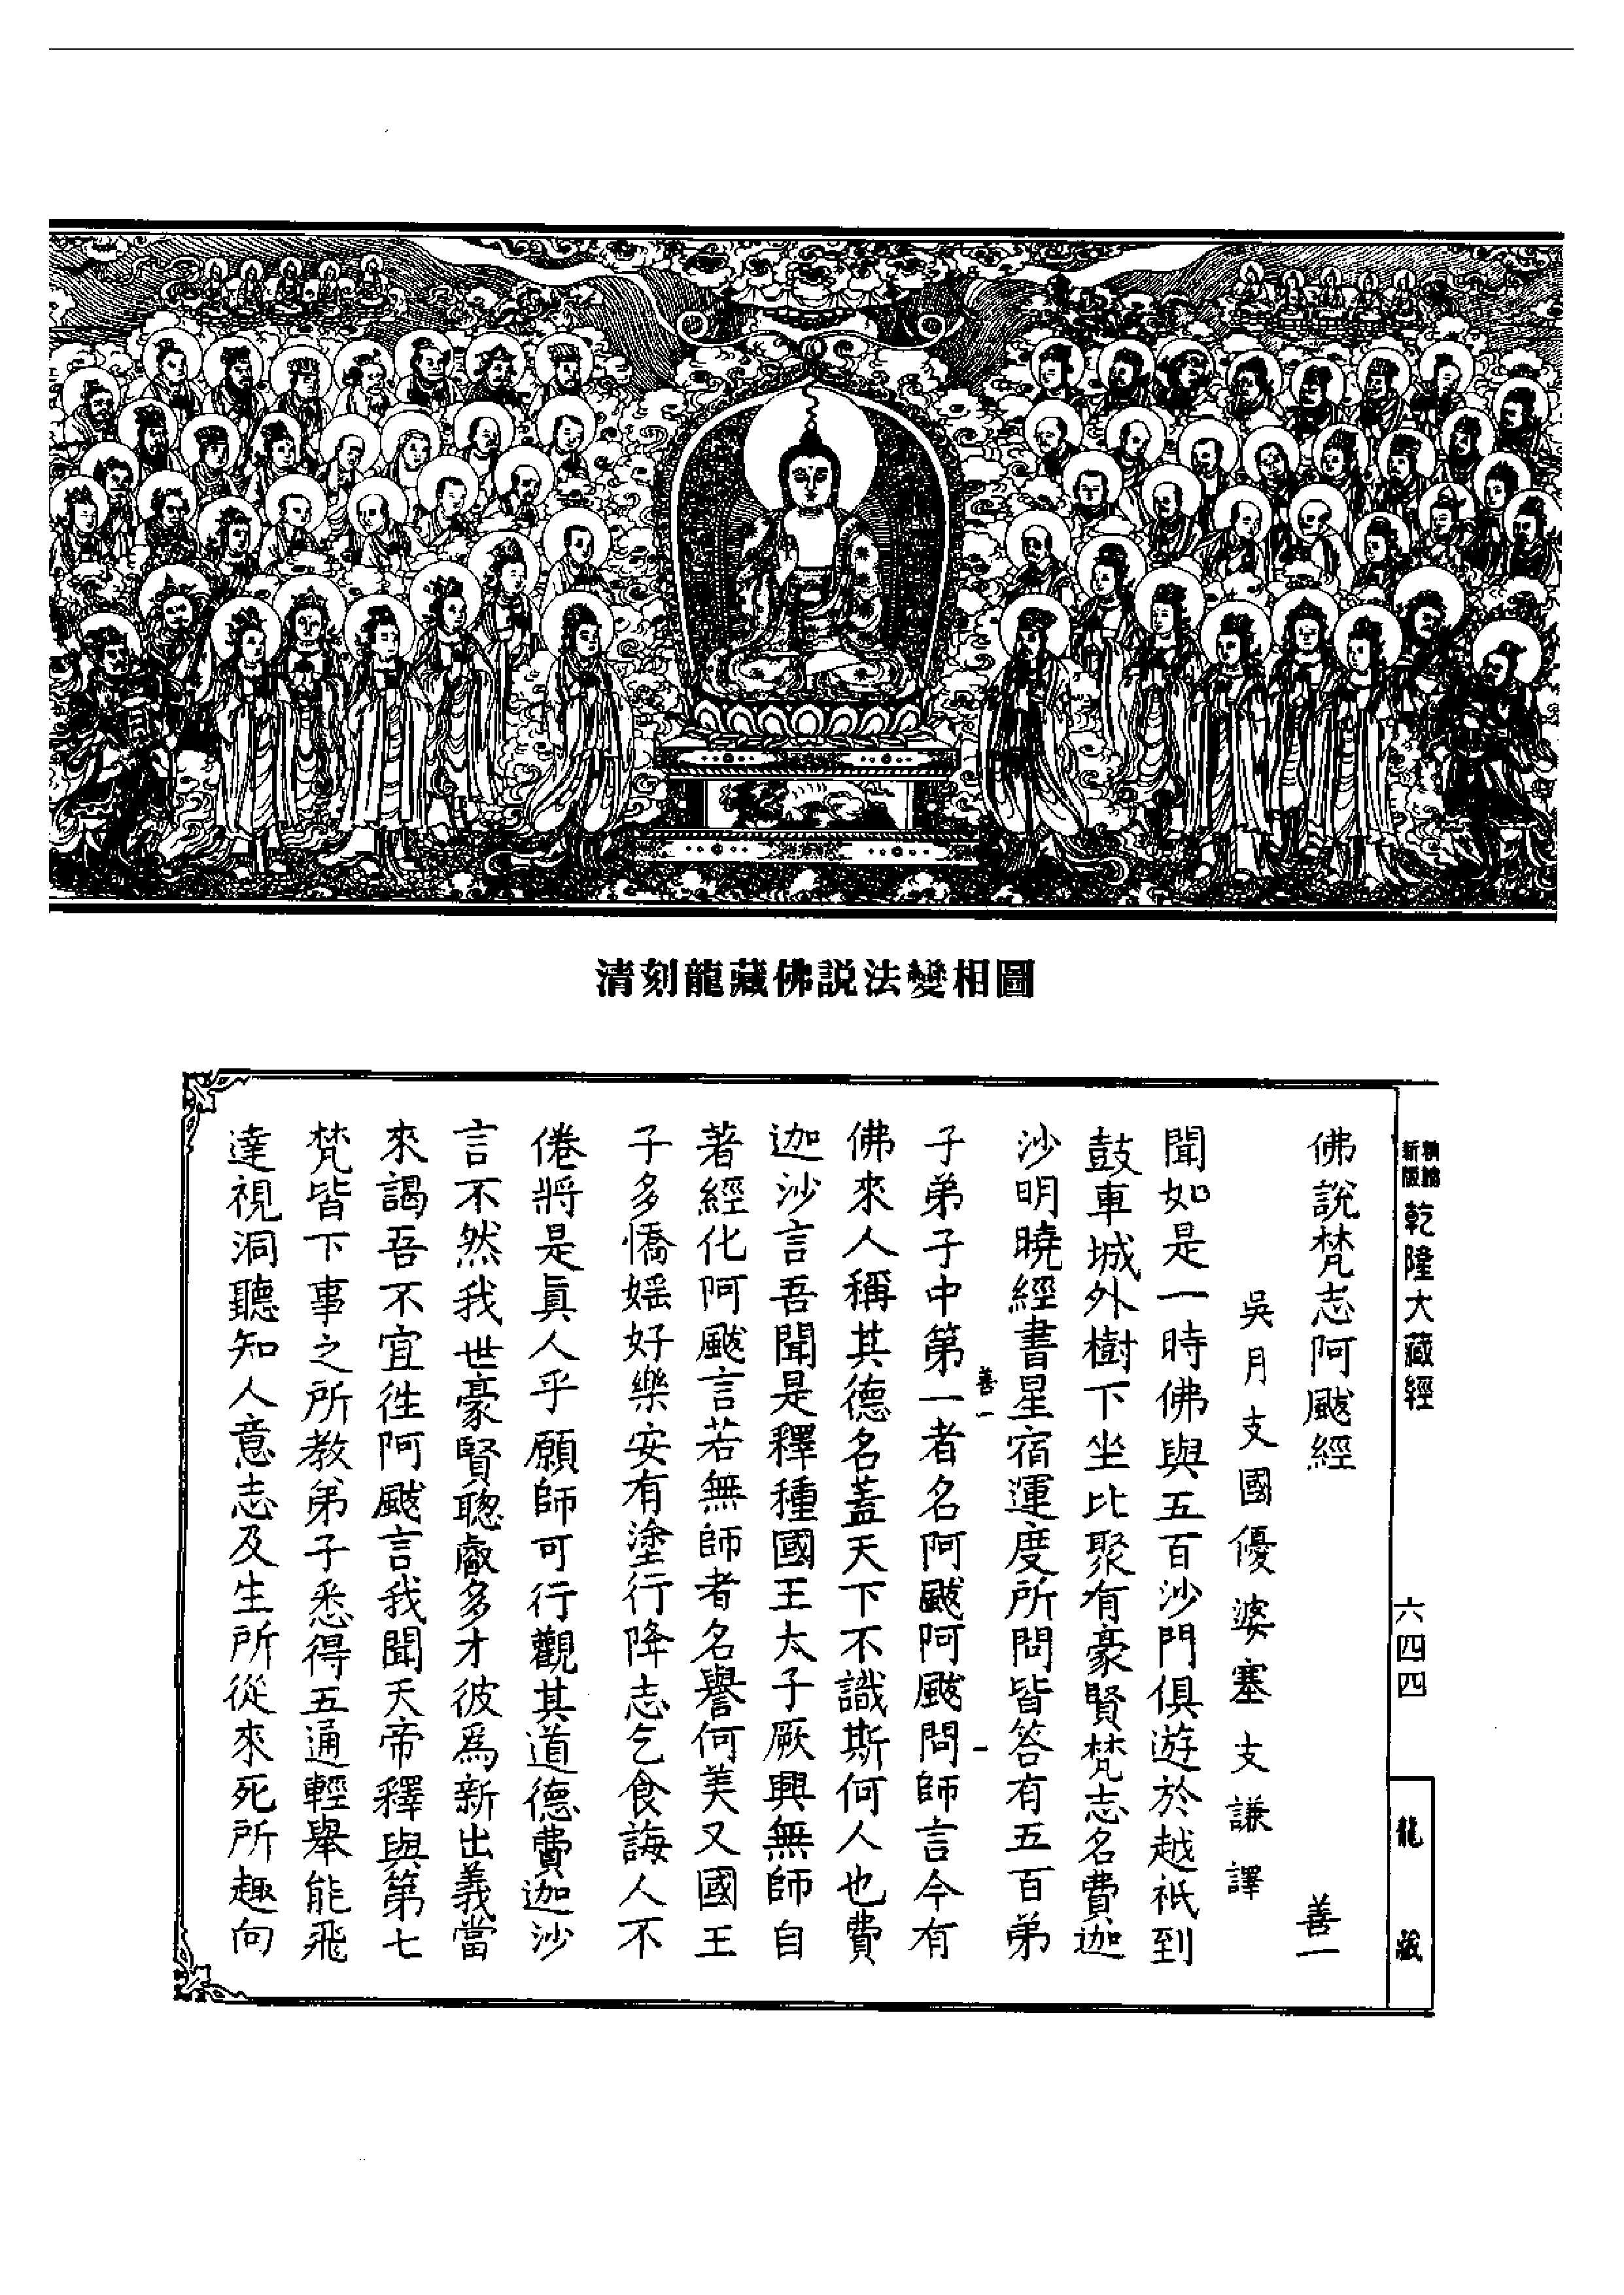 清刻龍藏佛説法變相圖
新版
乾隆大藏經
六四四
龍藏
佛說梵志阿颰經
善一
吳月支國優婆塞支謙譯
聞如是一時佛與五百沙門俱遊於越祇到
鼓車城外樹下坐比聚有豪賢梵志名費迦
沙明曉經書星宿運度所問皆答有五百弟
善一 一
子弟子中第一者名阿颰阿颰問師言今有
佛來人稱其德名蓋天下不識斯何人也費
迦沙言吾聞是釋種國王太子厥興無師自
著經化阿颰言若無師者名譽何美又國王
子多憍婬好樂安有塗行降志乞食誨人不
倦將是眞人乎願師可行觀其道德費迦沙
言不然我世豪賢聰叡多才彼爲新出義當
來謁吾不宜徃阿颰言我聞天帝釋與第七
梵皆下事之所教弟子悉得五通輕舉能飛
達視洞聽知人意志及生所從來死所趣向